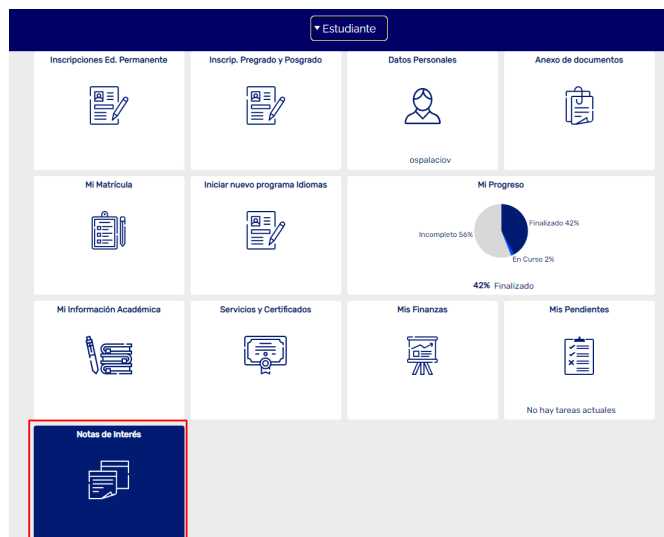 Estudiante
Inscripciones Ed. Permanente
Inscrip. Pregrado y Posgrado
Datos Personales
Anexo de documentos
ospalaciov
Mi Matrícula
Iniciar nuevo programa Idiomas
Mi Progreso
Finalizado 42%
Incompleto 56%
En Curso 2%
42% Finalizado
Mi Información Académica
Servicios y Certificados
Mis Finanzas
Mis Pendientes
No hay tareas actuales
Notas de Interés